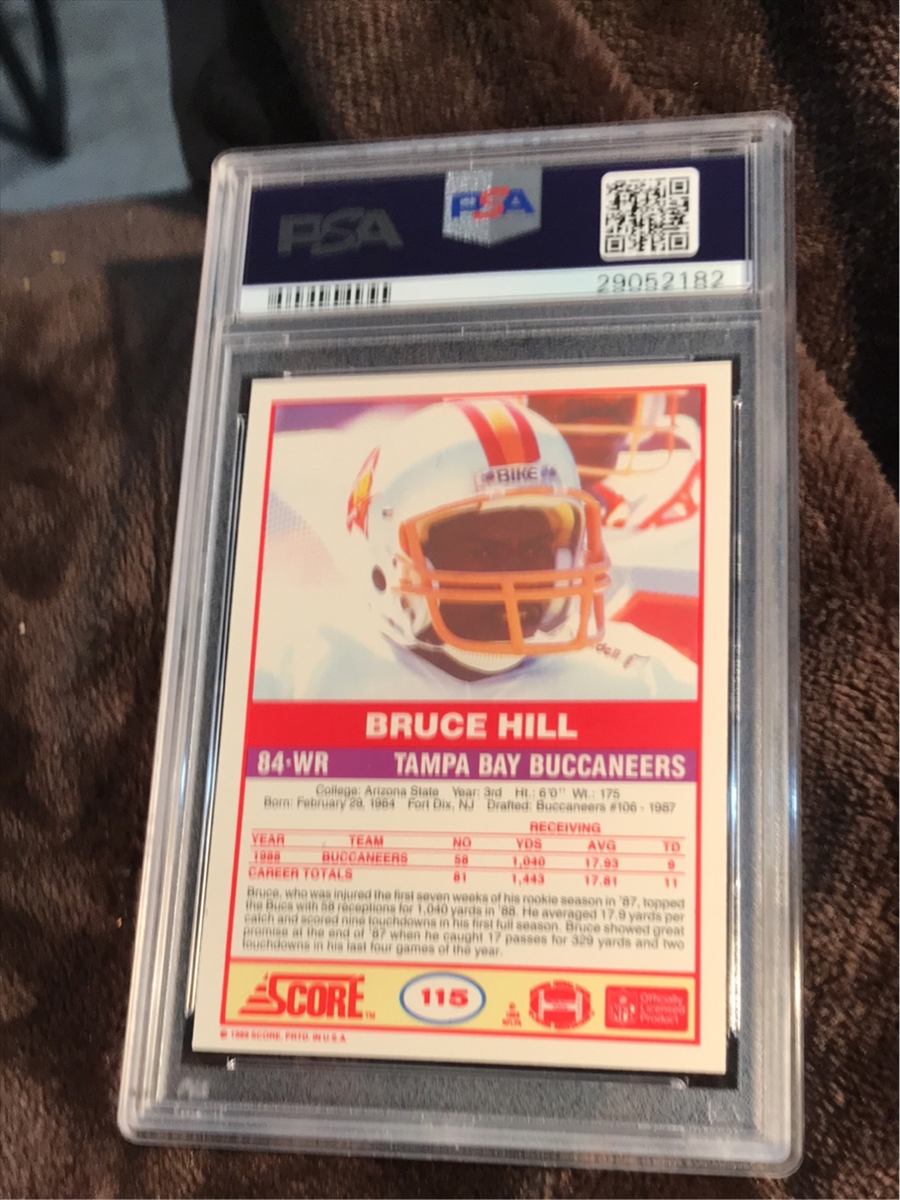 PSA
PSA
29052182
BIKE
BRUCE HILL
84·WR TAMPA BAY BUCCANEERS
College: Arizona State Year: 3rd Ht.: 6'0" Wt.: 175
Born: February 29, 1964 Fort Dix, NJ Drafted: Buccaneers #106 - 1987
RECEIVING
YEAR TEAM NO YDS AVG TD
1988 BUCCANEERS 58 1,040 17.93 9
CAREER TOTALS 81 1,443 17.81 11
Bruce, who was injured the first seven weeks of his rookie season in '87, topped
the Bucs with 58 receptions for 1,040 yards in '88. He averaged 17.9 yards per
catch and scored nine touchdowns in his first full season. Bruce showed great
promise at the end of '87 when he caught 17 passes for 329 yards and two
touchdowns in his last four games of the year.
SCORE TM 115
NFL Officially
Licensed
Product
© 1989 SCORE, PRTD. IN U.S.A.